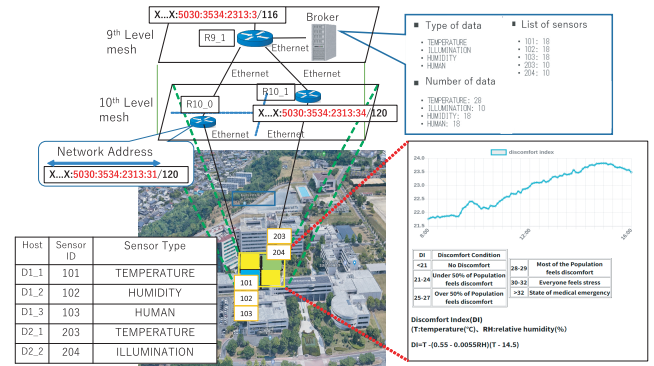 X...X:5030:3534:2313:3/116
Broker
9th Level
mesh
R9_1
Ethernet
Ethernet
Ethernet
10th Level
mesh
R10_0
R10_1
X...X:5030:3534:2313:34/120
Ethernet
Ethernet
Network Address
X...X:5030:3534:2313:31/120
■ Type of data
• TEMPERATURE
• ILLUMINATION
• HUMIDITY
• HUMAN
■ Number of data
• TEMPERATURE: 28
• ILLUMINATION: 10
• HUMIDITY: 18
• HUMAN: 18
■ List of sensors
• 101: 18
• 102: 18
• 103: 18
• 203: 10
• 204: 10
203
204
101
102
103
Host Sensor ID Sensor Type
D1_1 101 TEMPERATURE
D1_2 102 HUMIDITY
D1_3 103 HUMAN
D2_1 203 TEMPERATURE
D2_2 204 ILLUMINATION
discomfort index
24.0
23.5
23.0
22.5
22.0
21.5
12:00
16:00
DI Discomfort Condition
<21 No Discomfort
21-24 Under 50% of Population feels discomfort
25-27 Over 50% of Population feels discomfort
28-29 Most of the Population feels discomfort
30-32 Everyone feels stress
>32 State of medical emergency
Discomfort Index(DI)
(T:temperature(℃)、RH:relative humidity(%)
DI=T -(0.55 - 0.0055RH)(T - 14.5)